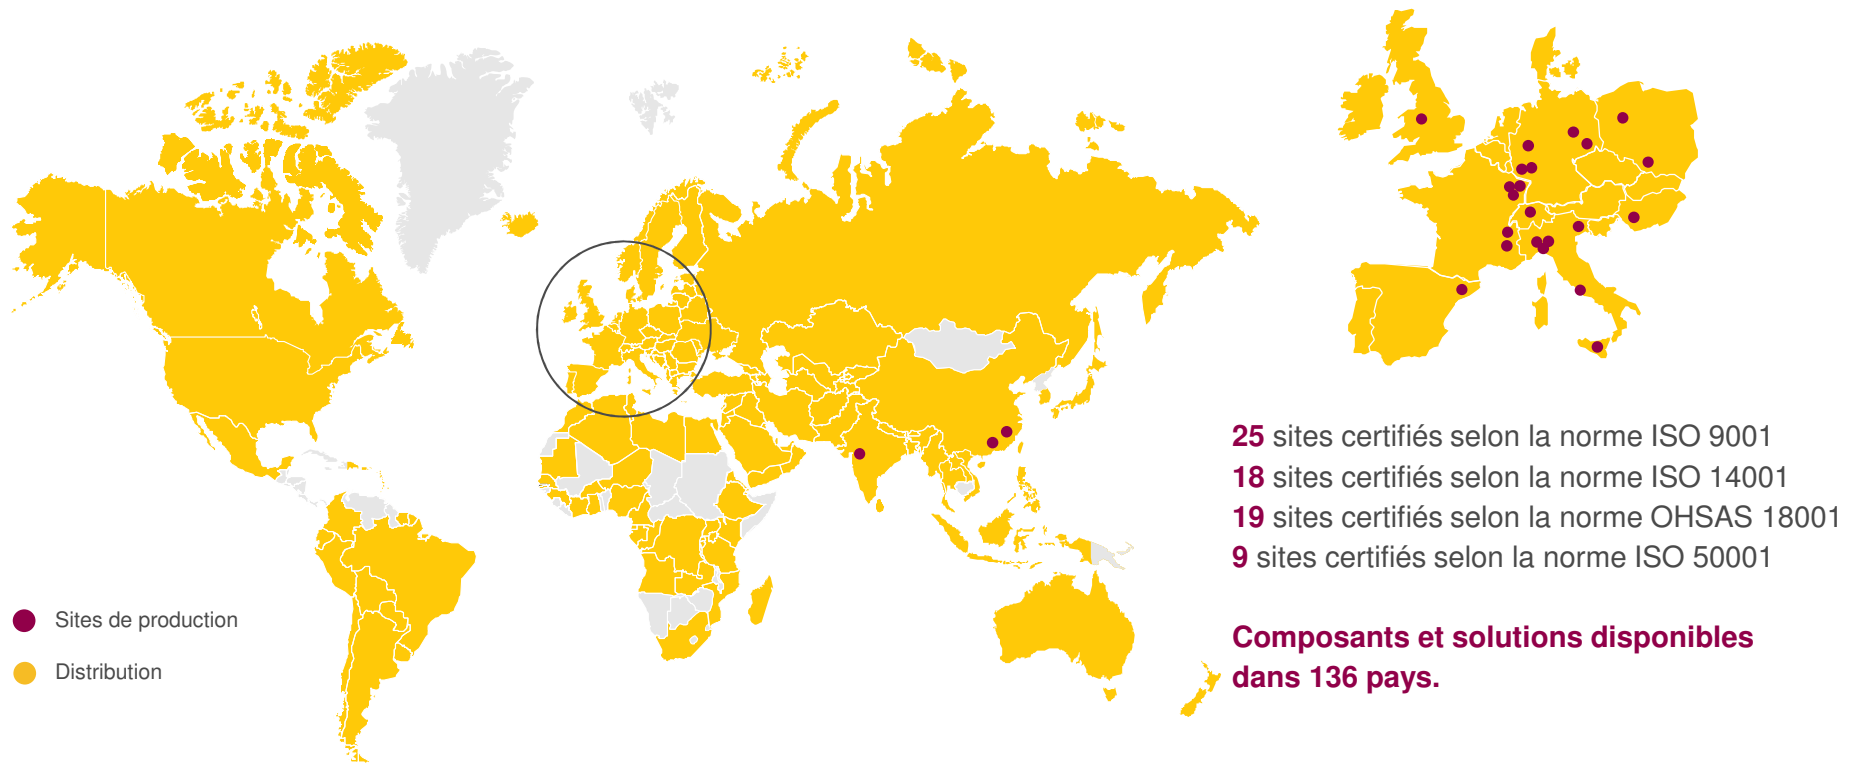 25 sites certifiés selon la norme ISO 9001
18 sites certifiés selon la norme ISO 14001
19 sites certifiés selon la norme OHSAS 18001
9 sites certifiés selon la norme ISO 50001
Composants et solutions disponibles
dans 136 pays.
Sites de production
Distribution